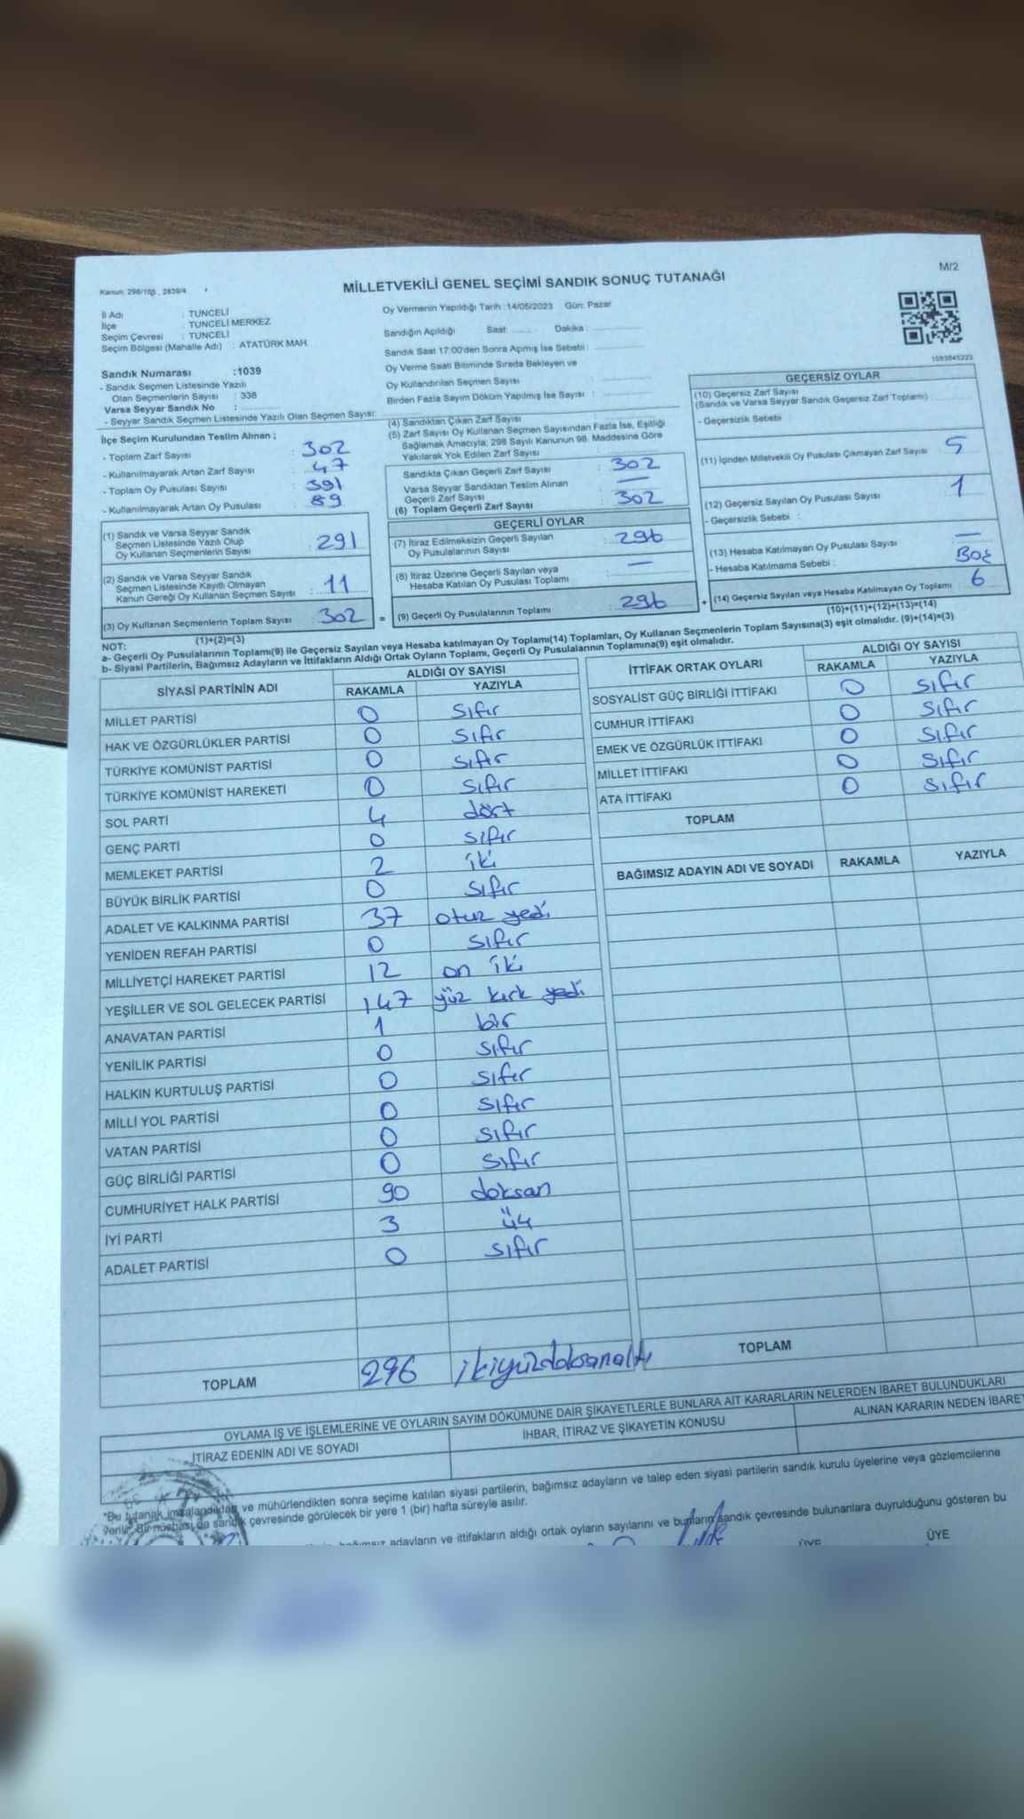 M/2
Kanun: 298/105, 2839/4
MİLLETVEKİLİ GENEL SEÇİMİ SANDIK SONUÇ TUTANAĞI
İl Adı : TUNCELİ
İlçe : TUNCELİ MERKEZ
Seçim Çevresi : TUNCELİ
Seçim Bölgesi (Mahalle Adı) : ATATÜRK MAH.
Oy Vermenin Yapıldığı Tarih : 14/05/2023 Gün: Pazar
Sandığın Açıldığı Saat Dakika
Sandık Saat 17:00'den Sonra Açılmış İse Sebebi
Oy Verme Saati Bitiminde Sırada Bekleyen ve
Oy Kullandırılan Seçmen Sayısı
Birden Fazla Sayım Döküm Yapılmış İse Sayısı
Sandık Numarası :1039
- Sandık Seçmen Listesinde Yazılı
Olan Seçmenlerin Sayısı : 338
Varsa Seyyar Sandık No :
- Seyyar Sandık Seçmen Listesinde Yazılı Olan Seçmen Sayısı:
İlçe Seçim Kurulundan Teslim Alınan ;
- Toplam Zarf Sayısı : 302
- Kullanılmayarak Artan Zarf Sayısı : 47
- Toplam Oy Pusulası Sayısı : 391
- Kullanılmayarak Artan Oy Pusulası : 89
(4) Sandıktan Çıkan Zarf Sayısı
(5) Zarf Sayısı Oy Kullanan Seçmen Sayısından Fazla İse, Eşitliği
Sağlamak Amacıyla; 298 Sayılı Kanunun 98. Maddesine Göre
Yakılarak Yok Edilen Zarf Sayısı
Sandıkta Çıkan Geçerli Zarf Sayısı : 302
Varsa Seyyar Sandıktan Teslim Alınan
Geçerli Zarf Sayısı : —
(6) Toplam Geçerli Zarf Sayısı : 302
GEÇERSİZ OYLAR
(10) Geçersiz Zarf Sayısı
(Sandık ve Varsa Seyyar Sandık Geçersiz Zarf Toplamı)
- Geçersizlik Sebebi
(11) İçinden Milletvekili Oy Pusulası Çıkmayan Zarf Sayısı 5
(12) Geçersiz Sayılan Oy Pusulası Sayısı 1
- Geçersizlik Sebebi :
(13) Hesaba Katılmayan Oy Pusulası Sayısı —
- Hesaba Katılmama Sebebi : Boş
(14) Geçersiz Sayılan veya Hesaba Katılmayan Oy Toplamı 6
(10)+(11)+(12)+(13)=(14)
(1) Sandık ve Varsa Seyyar Sandık
Seçmen Listesinde Yazılı Olup
Oy Kullanan Seçmenlerin Sayısı : 291
(2) Sandık ve Varsa Seyyar Sandık
Seçmen Listesinde Kayıtlı Olmayan
Kanun Gereği Oy Kullanan Seçmen Sayısı : 11
(3) Oy Kullanan Seçmenlerin Toplam Sayısı : 302
(1)+(2)=(3)
GEÇERLİ OYLAR
(7) İtiraz Edilmeksizin Geçerli Sayılan
Oy Pusulalarının Sayısı : 296
(8) İtiraz Üzerine Geçerli Sayılan veya
Hesaba Katılan Oy Pusulası Toplamı : —
= (9) Geçerli Oy Pusulalarının Toplamı : 296 +
NOT:
a- Geçerli Oy Pusulalarının Toplamı(9) ile Geçersiz Sayılan veya Hesaba katılmayan Oy Toplamı(14) Toplamları, Oy Kullanan Seçmenlerin Toplam Sayısına(3) eşit olmalıdır. (9)+(14)=(3)
b- Siyasi Partilerin, Bağımsız Adayların ve İttifakların Aldığı Ortak Oyların Toplamı, Geçerli Oy Pusulalarının Toplamına(9) eşit olmalıdır.
SİYASİ PARTİNİN ADI ALDIĞI OY SAYISI
RAKAMLA YAZIYLA
MİLLET PARTİSİ 0 sıfır
HAK VE ÖZGÜRLÜKLER PARTİSİ 0 sıfır
TÜRKİYE KOMÜNİST PARTİSİ 0 sıfır
TÜRKİYE KOMÜNİST HAREKETİ 0 sıfır
SOL PARTİ 4 dört
GENÇ PARTİ 0 sıfır
MEMLEKET PARTİSİ 2 iki
BÜYÜK BİRLİK PARTİSİ 0 sıfır
ADALET VE KALKINMA PARTİSİ 37 otuz yedi
YENİDEN REFAH PARTİSİ 0 sıfır
MİLLİYETÇİ HAREKET PARTİSİ 12 on iki
YEŞİLLER VE SOL GELECEK PARTİSİ 147 yüz kırk yedi
ANAVATAN PARTİSİ 1 bir
YENİLİK PARTİSİ 0 sıfır
HALKIN KURTULUŞ PARTİSİ 0 sıfır
MİLLİ YOL PARTİSİ 0 sıfır
VATAN PARTİSİ 0 sıfır
GÜÇ BİRLİĞİ PARTİSİ 0 sıfır
CUMHURİYET HALK PARTİSİ 90 doksan
İYİ PARTİ 3 üç
ADALET PARTİSİ 0 sıfır
TOPLAM 296 ikiyüzdoksanaltı
İTTİFAK ORTAK OYLARI ALDIĞI OY SAYISI
RAKAMLA YAZIYLA
SOSYALİST GÜÇ BİRLİĞİ İTTİFAKI 0 sıfır
CUMHUR İTTİFAKI 0 sıfır
EMEK VE ÖZGÜRLÜK İTTİFAKI 0 sıfır
MİLLET İTTİFAKI 0 sıfır
ATA İTTİFAKI 0 sıfır
TOPLAM
BAĞIMSIZ ADAYIN ADI VE SOYADI RAKAMLA YAZIYLA
TOPLAM
OYLAMA İŞ VE İŞLEMLERİNE VE OYLARIN SAYIM DÖKÜMÜNE DAİR ŞİKAYETLERLE BUNLARA AİT KARARLARIN NELERDEN İBARET BULUNDUKLARI
İTİRAZ EDENİN ADI VE SOYADI İHBAR, İTİRAZ VE ŞİKAYETİN KONUSU ALINAN KARARIN NEDEN İBARE
"Bu tutanak imzalandıktan ve mühürlendikten sonra seçime katılan siyasi partilerin, bağımsız adayların ve talep eden siyasi partilerin sandık kurulu üyelerine veya gözlemcilerine
verilir. Bir nüshası da sandık çevresinde görülecek bir yere 1 (bir) hafta süreyle asılır.
bağımsız adayların ve ittifakların aldığı ortak oyların sayılarını ve bunların sandık çevresinde bulunanlara duyrulduğunu gösteren bu
ÜYE ÜYE